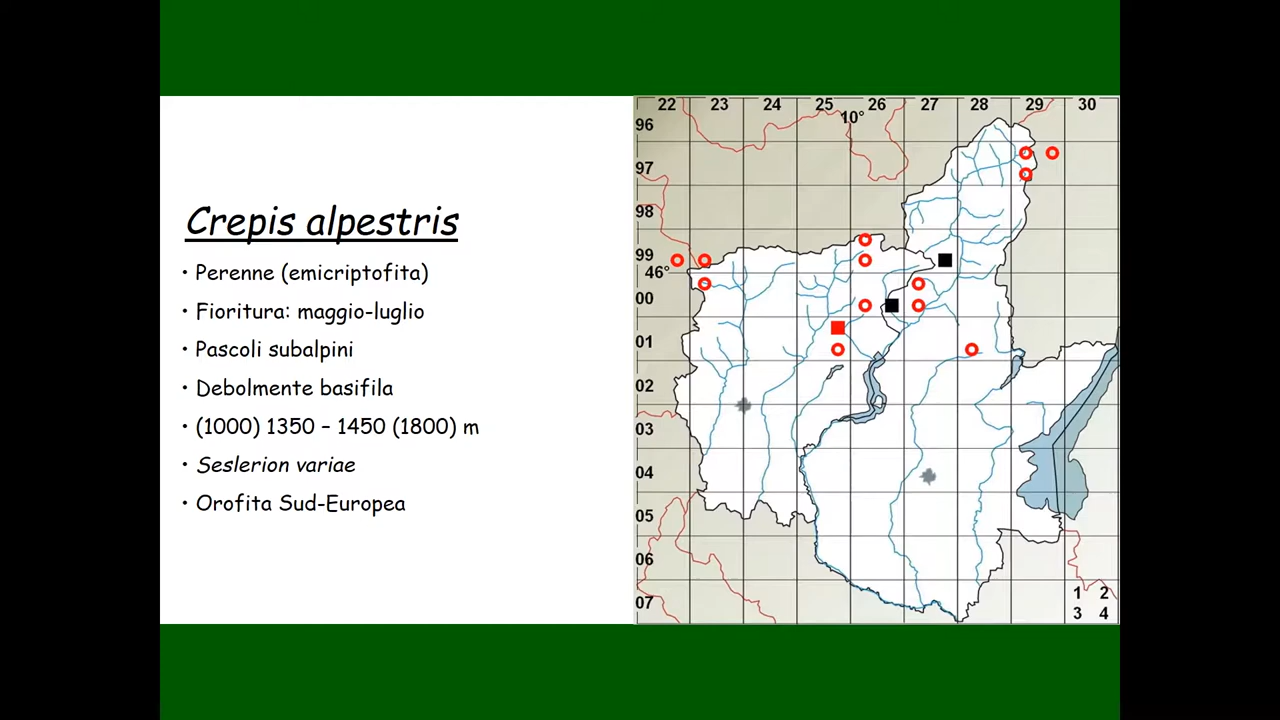 Crepis alpestris
• Perenne (emicriptofita)
• Fioritura: maggio-luglio
• Pascoli subalpini
• Debolmente basifila
• (1000) 1350 – 1450 (1800) m
• Seslerion variae
• Orofita Sud-Europea
22 23 24 25 26 27 28 29 30
10°
96
97
98
99
46°
00
01
02
03
04
05
06
07
1 2
3 4